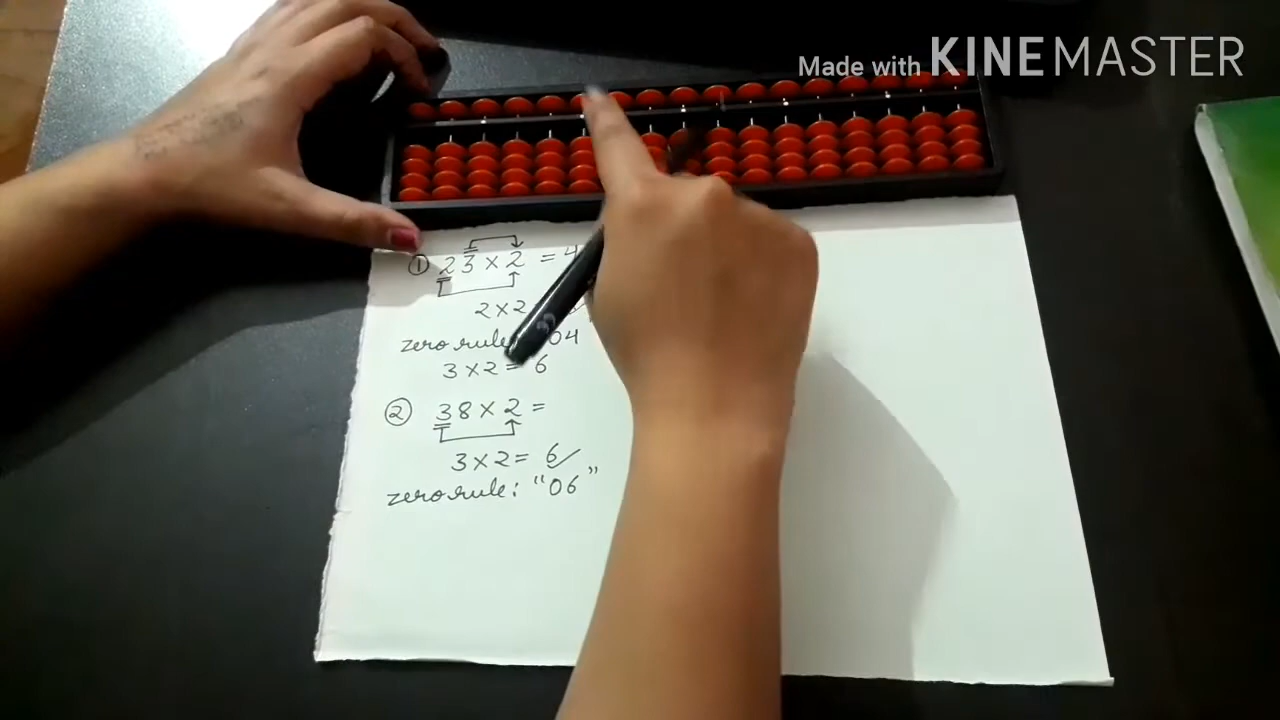 Made with KINEMASTER
① 23 × 2 = 4
2 × 2
zero rule 04
3 × 2 = 6
② 38 × 2 =
3 × 2 = 6
zero rule: "06"